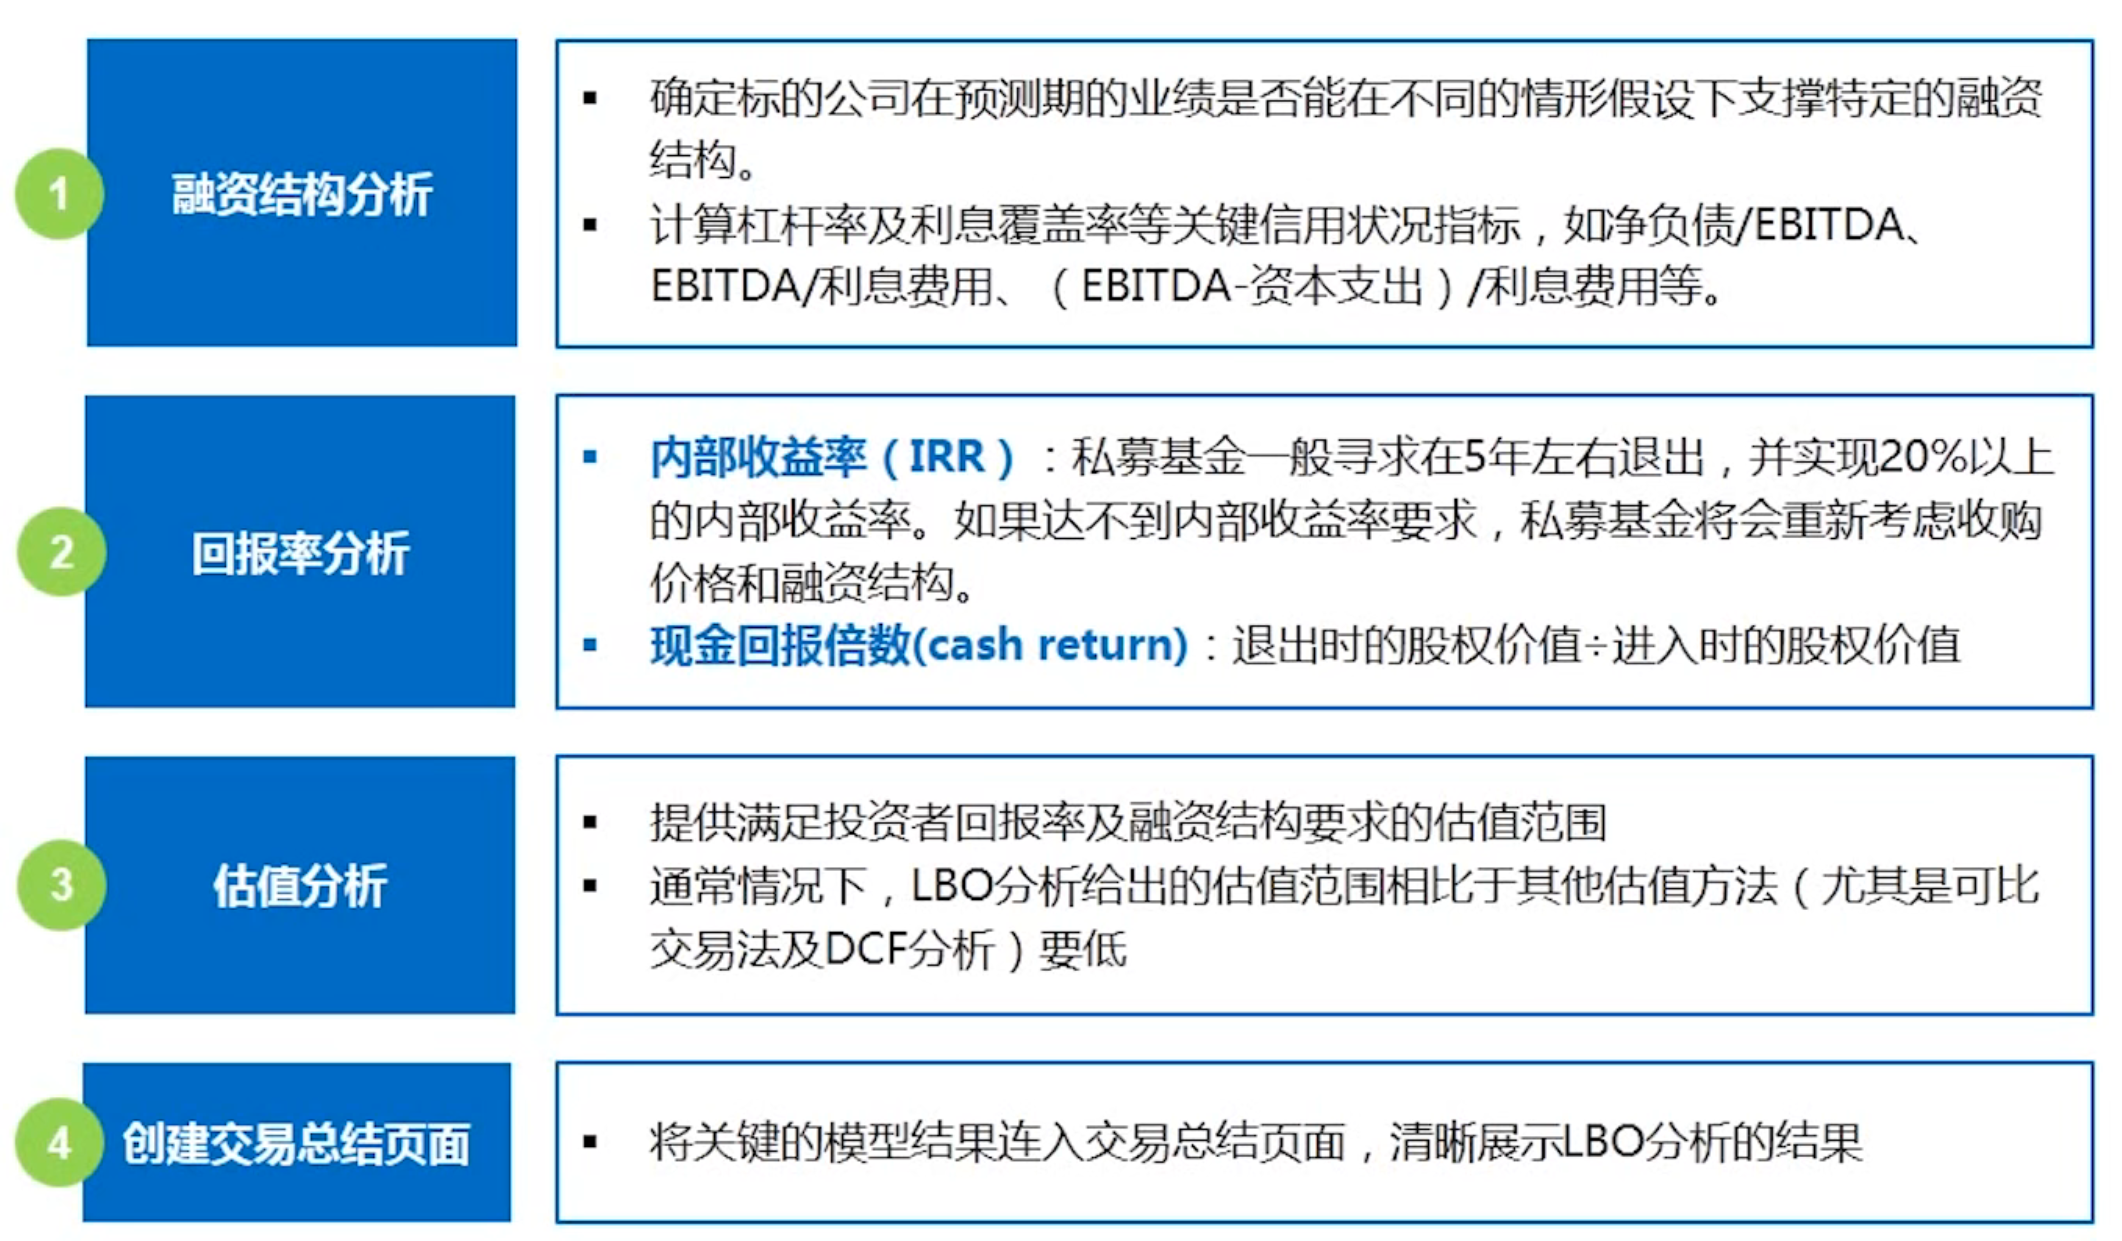 1
融资结构分析
▪ 确定标的公司在预测期的业绩是否能在不同的情形假设下支撑特定的融资
结构。
▪ 计算杠杆率及利息覆盖率等关键信用状况指标，如净负债/EBITDA、
EBITDA/利息费用、（EBITDA-资本支出）/利息费用等。
2
回报率分析
▪ 内部收益率（IRR）：私募基金一般寻求在5年左右退出，并实现20%以上
的内部收益率。如果达不到内部收益率要求，私募基金将会重新考虑收购
价格和融资结构。
▪ 现金回报倍数(cash return)：退出时的股权价值÷进入时的股权价值
3
估值分析
▪ 提供满足投资者回报率及融资结构要求的估值范围
▪ 通常情况下，LBO分析给出的估值范围相比于其他估值方法（尤其是可比
交易法及DCF分析）要低
4
创建交易总结页面
▪ 将关键的模型结果连入交易总结页面，清晰展示LBO分析的结果